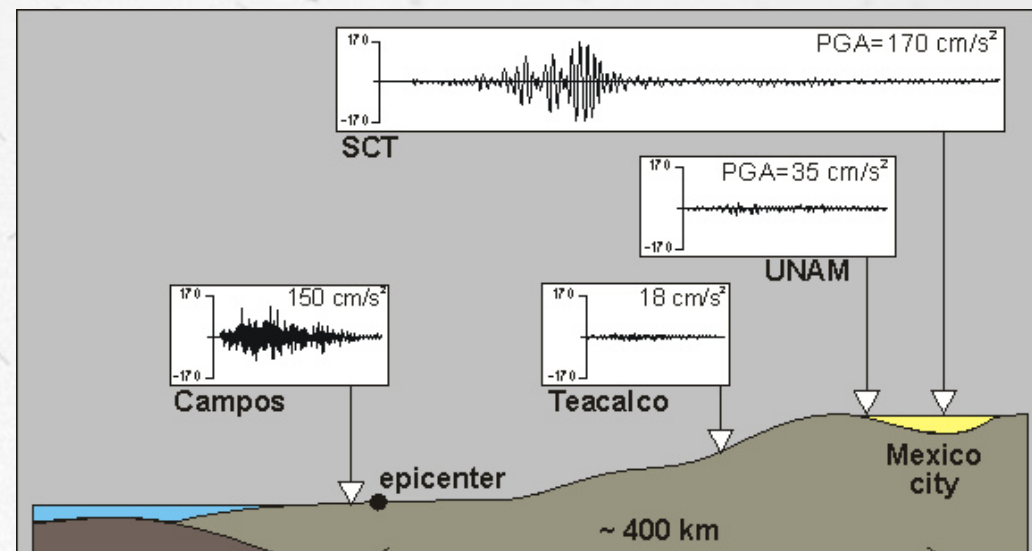 170
PGA=170 cm/s²
-170
SCT
PGA=35 cm/s²
170
-170
UNAM
170
150 cm/s²
-170
Campos
170
18 cm/s²
-170
Teacalco
epicenter
Mexico
city
~ 400 km